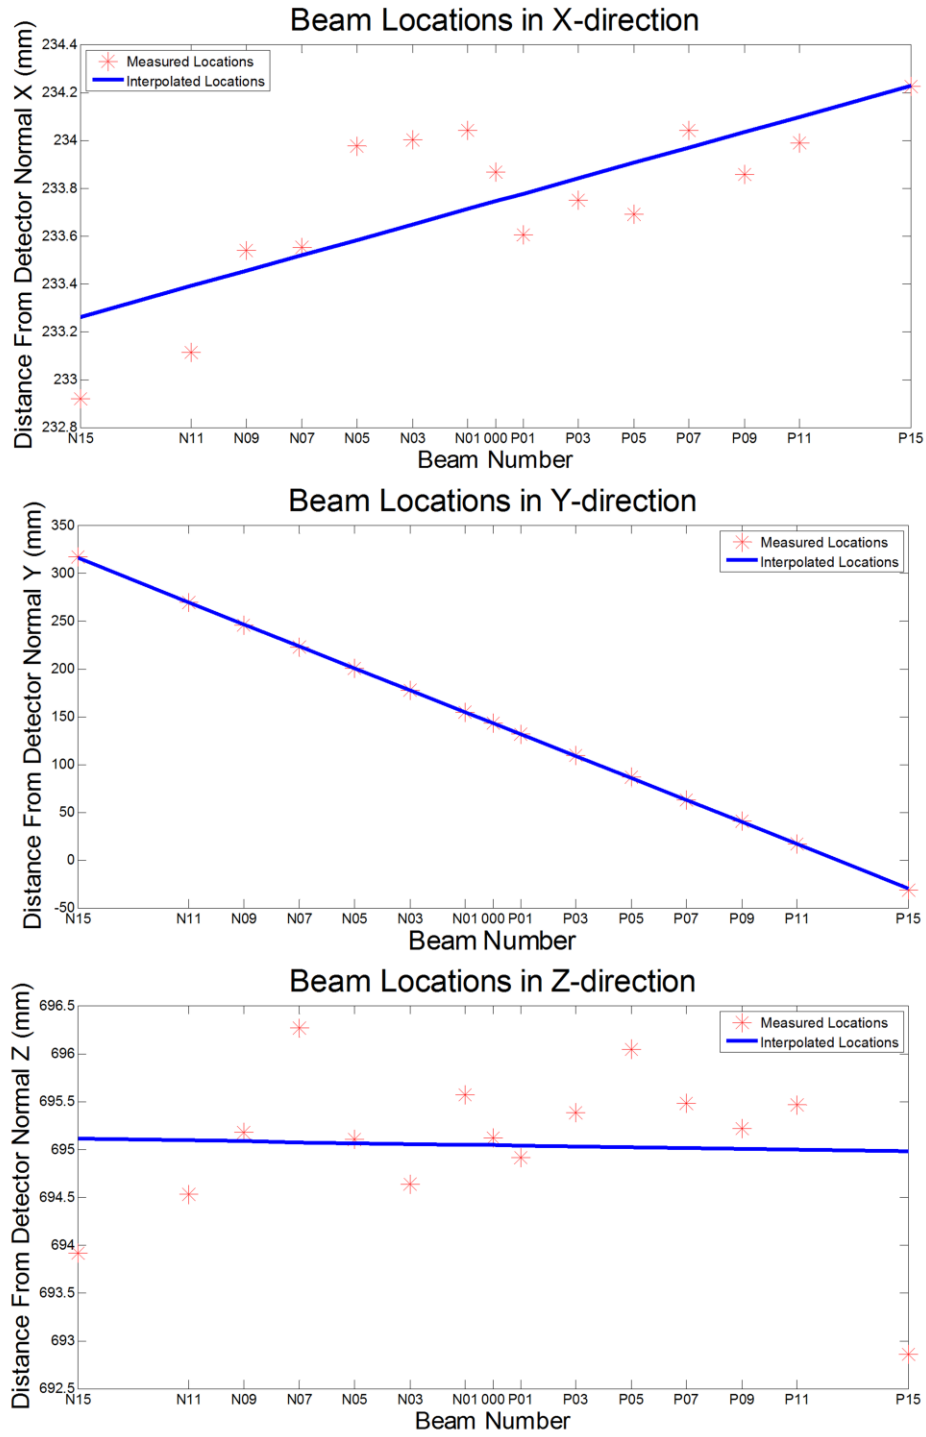 Beam Locations in X-direction
Distance From Detector Normal X (mm)
234.4
234.2
234
233.8
233.6
233.4
233.2
233
232.8
Measured Locations
Interpolated Locations
N15 N11 N09 N07 N05 N03 N01 000 P01 P03 P05 P07 P09 P11 P15
Beam Number
Beam Locations in Y-direction
Distance From Detector Normal Y (mm)
350
300
250
200
150
100
50
0
-50
Measured Locations
Interpolated Locations
N15 N11 N09 N07 N05 N03 N01 000 P01 P03 P05 P07 P09 P11 P15
Beam Number
Beam Locations in Z-direction
Distance From Detector Normal Z (mm)
696.5
696
695.5
695
694.5
694
693.5
693
692.5
Measured Locations
Interpolated Locations
N15 N11 N09 N07 N05 N03 N01 000 P01 P03 P05 P07 P09 P11 P15
Beam Number